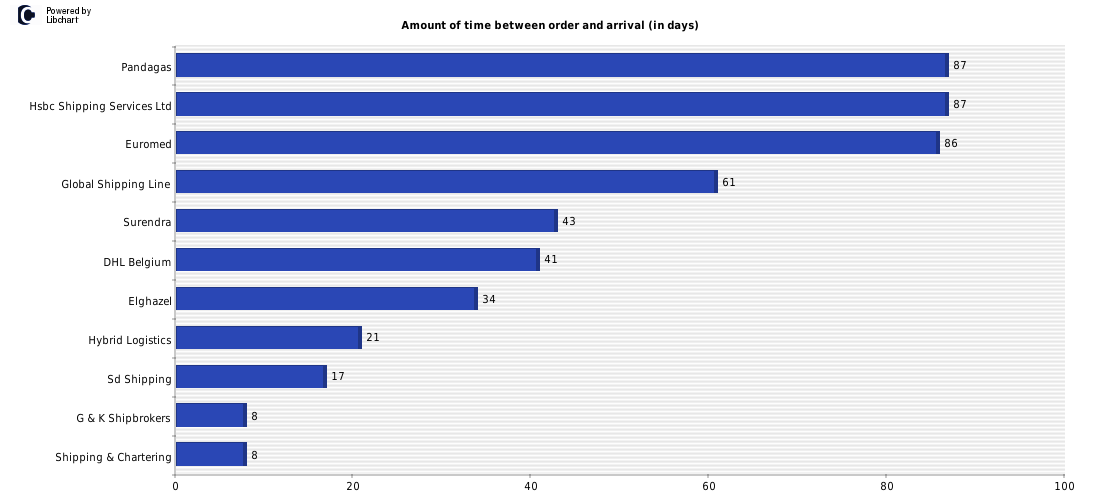 Powered by
Libchart
Amount of time between order and arrival (in days)
Pandagas 87
Hsbc Shipping Services Ltd 87
Euromed 86
Global Shipping Line 61
Surendra 43
DHL Belgium 41
Elghazel 34
Hybrid Logistics 21
Sd Shipping 17
G & K Shipbrokers 8
Shipping & Chartering 8
0 20 40 60 80 100